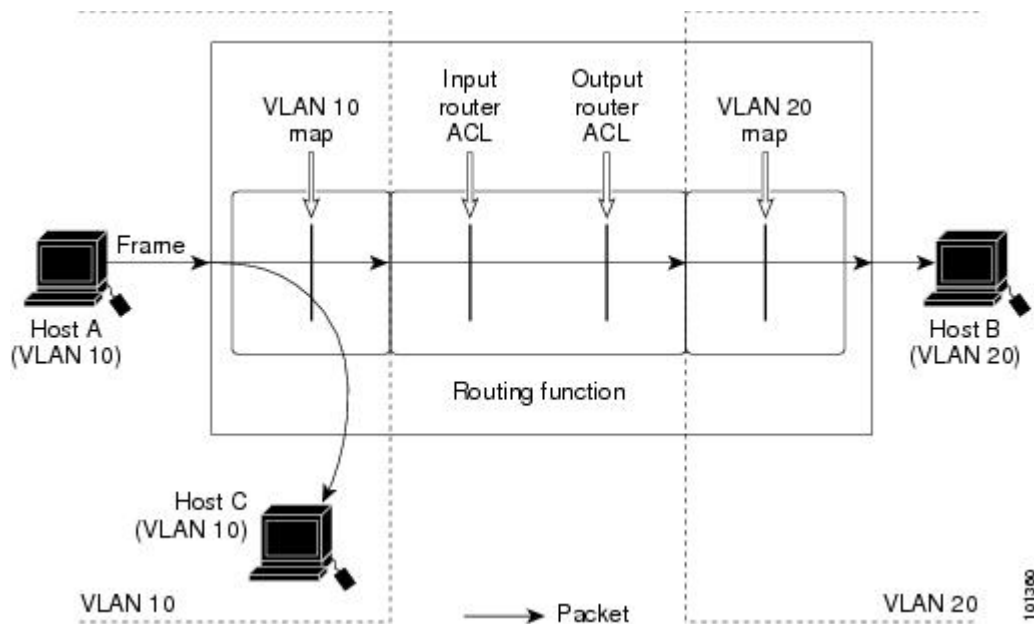 VLAN 10
map
Input
router
ACL
Output
router
ACL
VLAN 20
map
Frame
Host A
(VLAN 10)
Host B
(VLAN 20)
Routing function
Host C
(VLAN 10)
VLAN 10
Packet
VLAN 20
191369